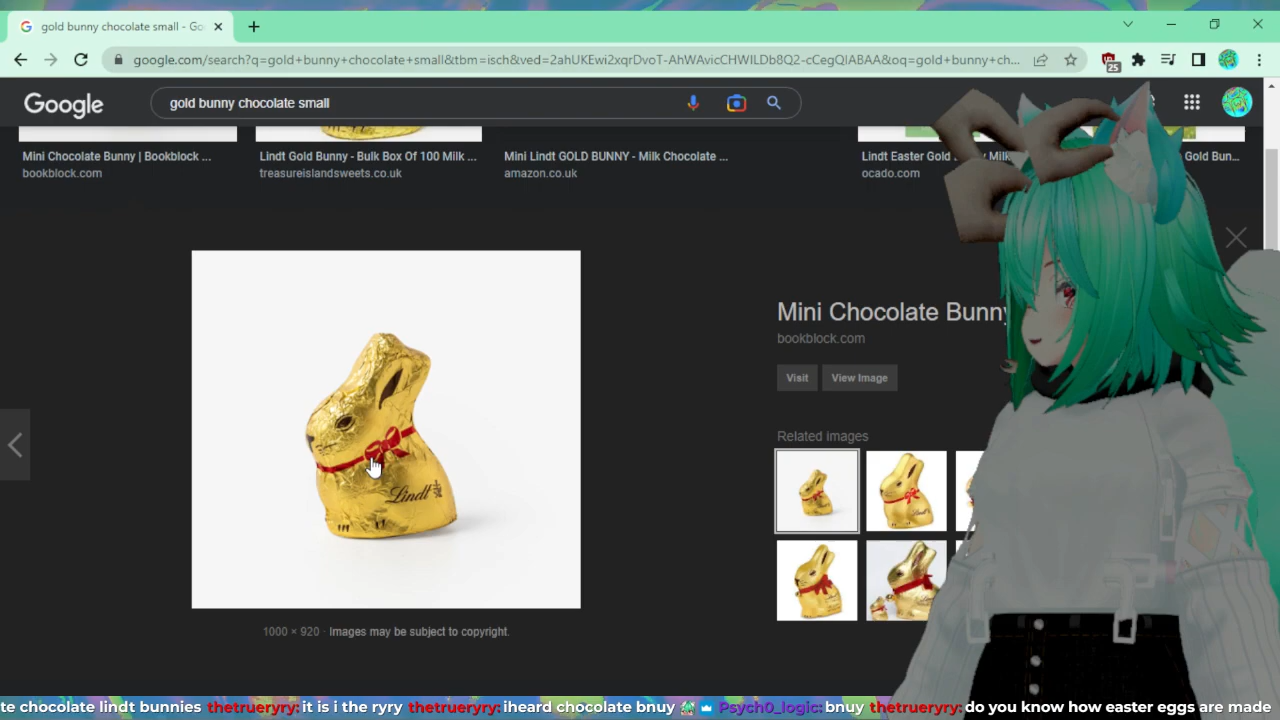 gold bunny chocolate small - Go
google.com/search?q=gold+bunny+chocolate+small&tbm=isch&ved=2ahUKEwi2xqrDvoT-AhWAvicCHWILDb8Q2-cCegQIABAA&oq=gold+bunny+ch...
25
Google
gold bunny chocolate small
Mini Chocolate Bunny | Bookblock ...
bookblock.com
Lindt Gold Bunny - Bulk Box Of 100 Milk ...
treasureislandsweets.co.uk
Mini Lindt GOLD BUNNY - Milk Chocolate ...
amazon.co.uk
Lindt Easter Gold Milk
ocado.com
Gold Bun...
Lindt
Mini Chocolate Bunny
bookblock.com
Visit
View Image
Related images
1000 × 920 · Images may be subject to copyright.
te chocolate lindt bunnies thetrueryry: it is i the ryry thetrueryry: iheard chocolate bnuy Psych0_logic: bnuy thetrueryry: do you know how easter eggs are made